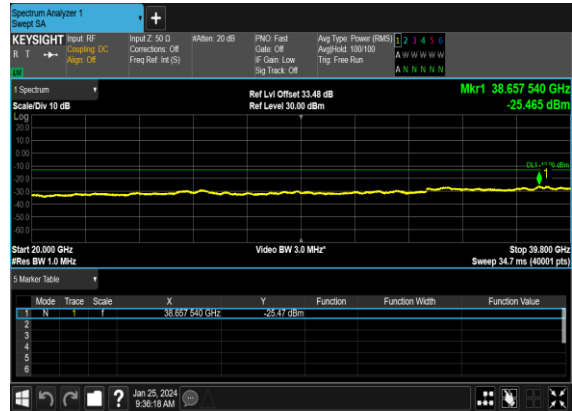 Spectrum Analyzer 1
Swept SA
KEYSIGHT Input: RF Input Z: 50 Ω #Atten: 20 dB PNO: Fast Avg Type: Power (RMS) 1 2 3 4 5 6
R T Coupling: DC Corrections: Off Gate: Off Avg|Hold: 100/100 A W W W W W
Align: Off Freq Ref: Int (S) IF Gain: Low Trig: Free Run
Sig Track: Off A N N N N N
1 Spectrum Ref Lvl Offset 33.48 dB Mkr1 38.657 540 GHz
Scale/Div 10 dB Ref Level 30.00 dBm -25.465 dBm
Log
20.0
10.0
0.00
-10.0
1
-20.0
-30.0
-40.0
-50.0
-60.0
Start 20.000 GHz Video BW 3.0 MHz* Stop 39.800 GHz
#Res BW 1.0 MHz Sweep 34.7 ms (40001 pts)
5 Marker Table
Mode Trace Scale X Y Function Function Width Function Value
1 N 1 f 38.657 540 GHz -25.47 dBm
2
3
4
5
6
? Jan 25, 2024
9:36:18 AM